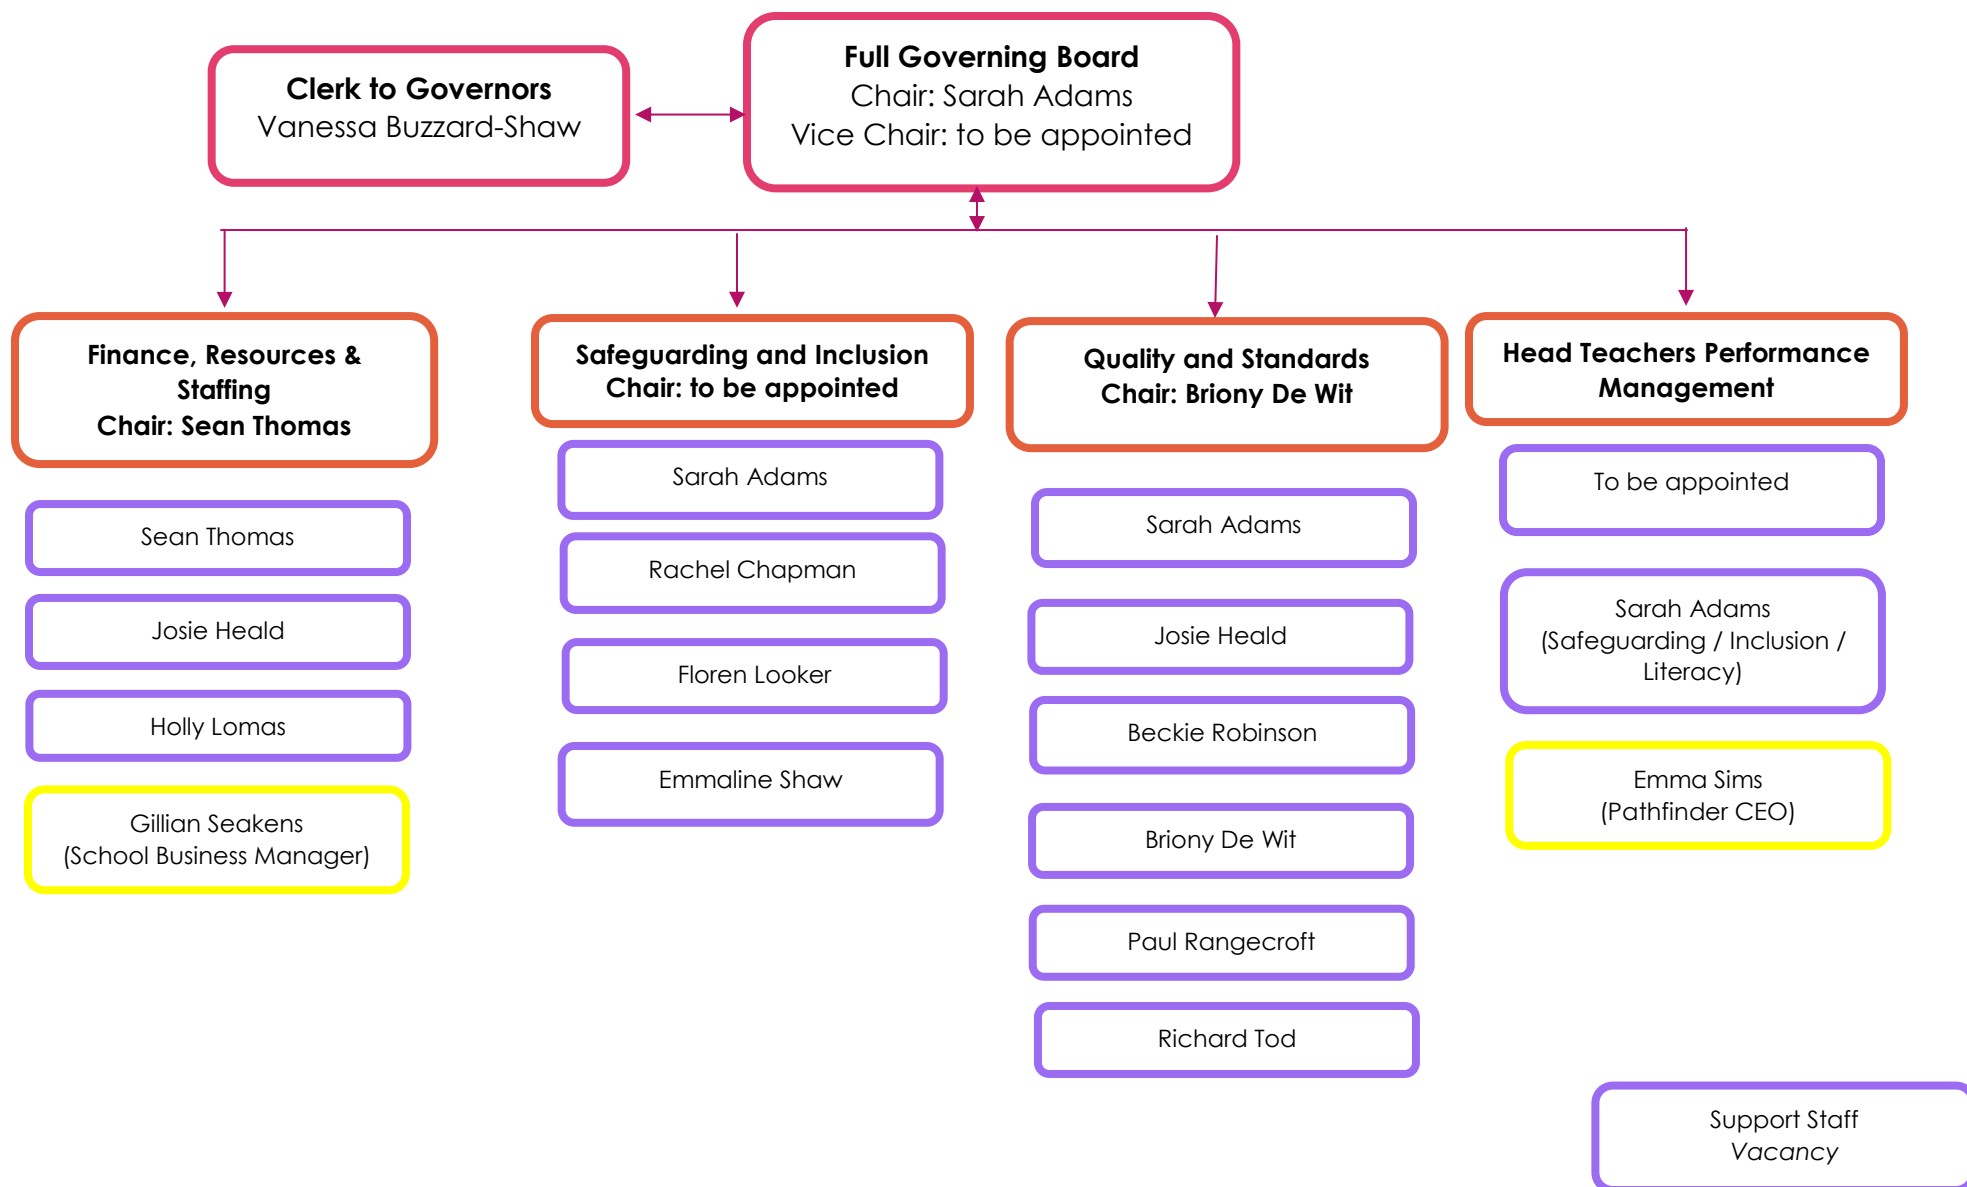 Clerk to Governors
Vanessa Buzzard-Shaw
Full Governing Board
Chair: Sarah Adams
Vice Chair: to be appointed
Finance, Resources &
Staffing
Chair: Sean Thomas
Sean Thomas
Josie Heald
Holly Lomas
Gillian Seakens
(School Business Manager)
Safeguarding and Inclusion
Chair: to be appointed
Sarah Adams
Rachel Chapman
Floren Looker
Emmaline Shaw
Quality and Standards
Chair: Briony De Wit
Sarah Adams
Josie Heald
Beckie Robinson
Briony De Wit
Paul Rangecroft
Richard Tod
Head Teachers Performance
Management
To be appointed
Sarah Adams
(Safeguarding / Inclusion /
Literacy)
Emma Sims
(Pathfinder CEO)
Support Staff
Vacancy